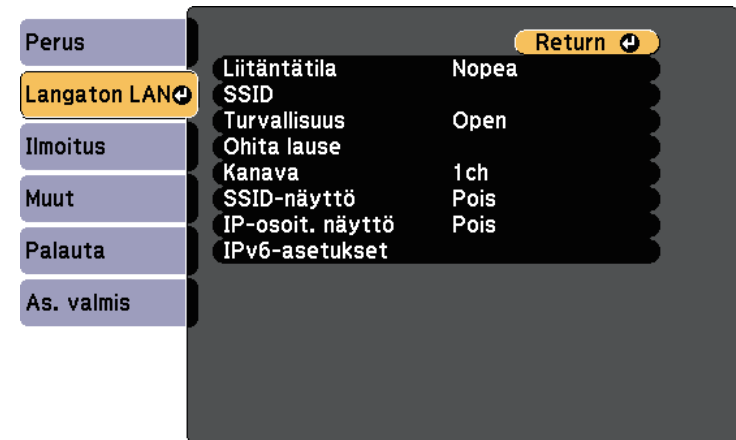 Perus
Langaton LAN
Ilmoitus
Muut
Palauta
As. valmis
Return
Liitäntätila Nopea
SSID
Turvallisuus Open
Ohita lause
Kanava 1ch
SSID-näyttö Pois
IP-osoit. näyttö Pois
IPv6-asetukset